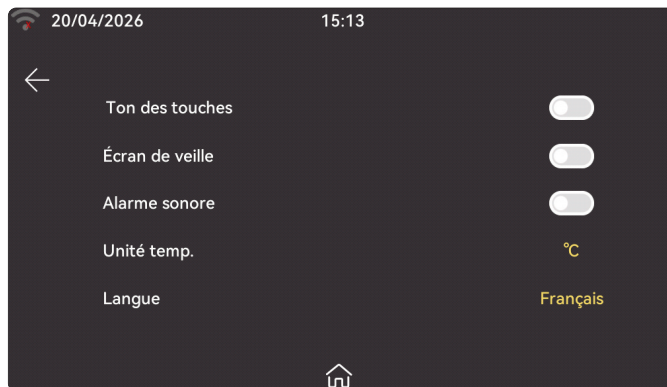 20/04/2026 15:13
Ton des touches
Écran de veille
Alarme sonore
Unité temp. ℃
Langue Français